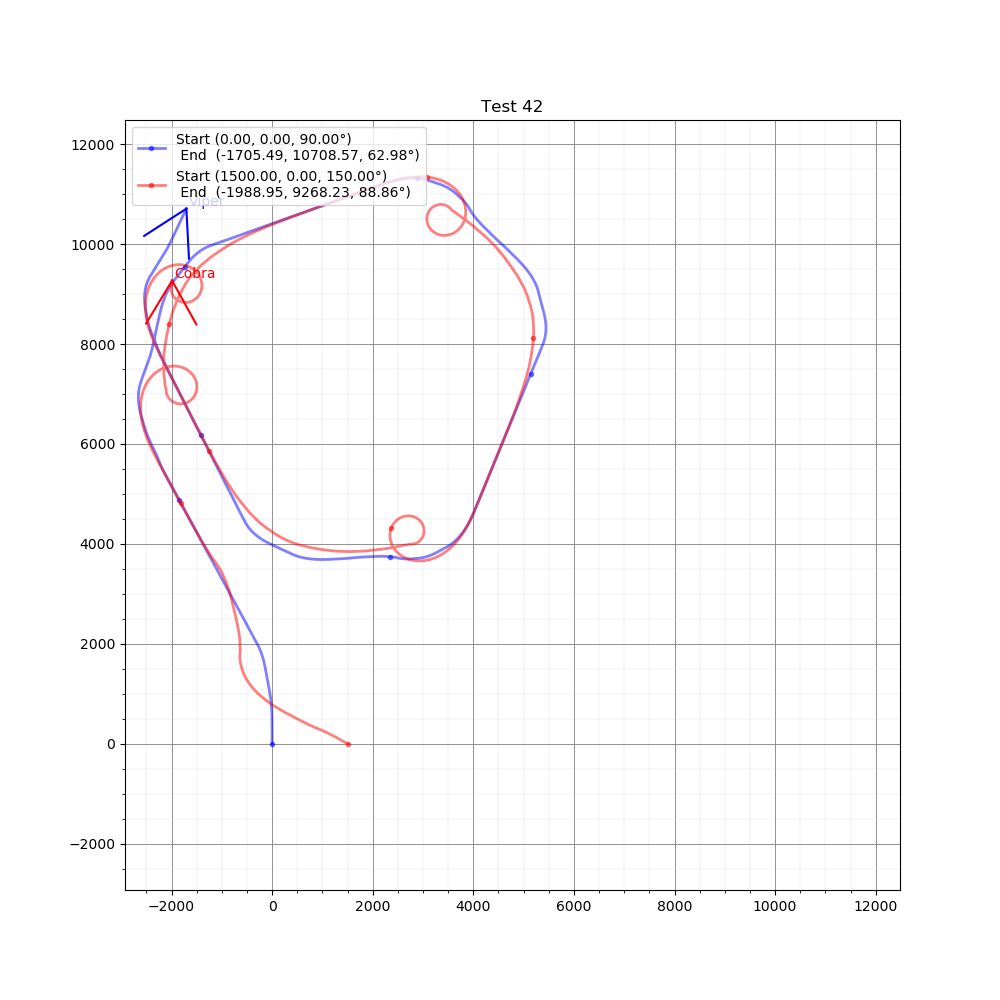 Test 42
Start (0.00, 0.00, 90.00°)
End (-1705.49, 10708.57, 62.98°)
Start (1500.00, 0.00, 150.00°)
End (-1988.95, 9268.23, 88.86°)
Viper
Cobra
12000
10000
8000
6000
4000
2000
0
−2000
−2000 0 2000 4000 6000 8000 10000 12000